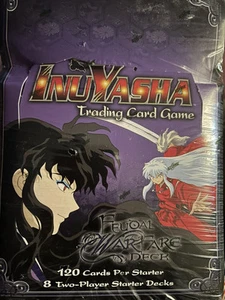 INUYASHA
Trading Card Game
FEUDAL
WARFARE
DECK
120 Cards Per Starter
8 Two-Player Starter Decks